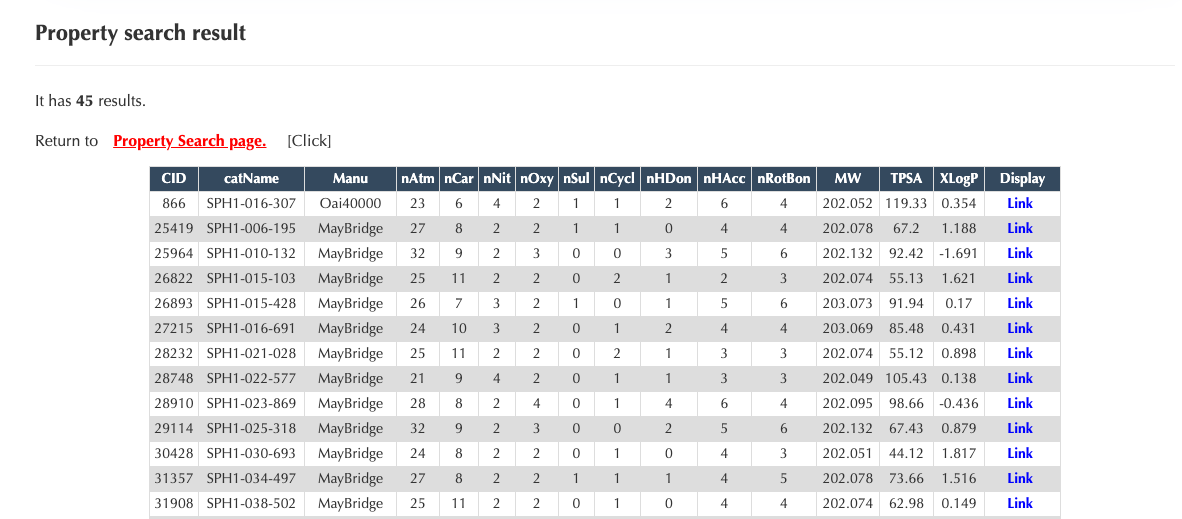 Property search result
It has 45 results.
Return to Property Search page. [Click]
CID catName Manu nAtm nCar nNit nOxy nSul nCycl nHDon nHAcc nRotBon MW TPSA XLogP Display
866 SPH1-016-307 Oai40000 23 6 4 2 1 1 2 6 4 202.052 119.33 0.354 Link
25419 SPH1-006-195 MayBridge 27 8 2 2 1 1 0 4 4 202.078 67.2 1.188 Link
25964 SPH1-010-132 MayBridge 32 9 2 3 0 0 3 5 6 202.132 92.42 -1.691 Link
26822 SPH1-015-103 MayBridge 25 11 2 2 0 2 1 2 3 202.074 55.13 1.621 Link
26893 SPH1-015-428 MayBridge 26 7 3 2 1 0 1 5 6 203.073 91.94 0.17 Link
27215 SPH1-016-691 MayBridge 24 10 3 2 0 1 2 4 4 203.069 85.48 0.431 Link
28232 SPH1-021-028 MayBridge 25 11 2 2 0 2 1 3 3 202.074 55.12 0.898 Link
28748 SPH1-022-577 MayBridge 21 9 4 2 0 1 1 3 3 202.049 105.43 0.138 Link
28910 SPH1-023-869 MayBridge 28 8 2 4 0 1 4 6 4 202.095 98.66 -0.436 Link
29114 SPH1-025-318 MayBridge 32 9 2 3 0 0 2 5 6 202.132 67.43 0.879 Link
30428 SPH1-030-693 MayBridge 24 8 2 2 0 1 0 4 3 202.051 44.12 1.817 Link
31357 SPH1-034-497 MayBridge 27 8 2 2 1 1 1 4 5 202.078 73.66 1.516 Link
31908 SPH1-038-502 MayBridge 25 11 2 2 0 1 0 4 4 202.074 62.98 0.149 Link